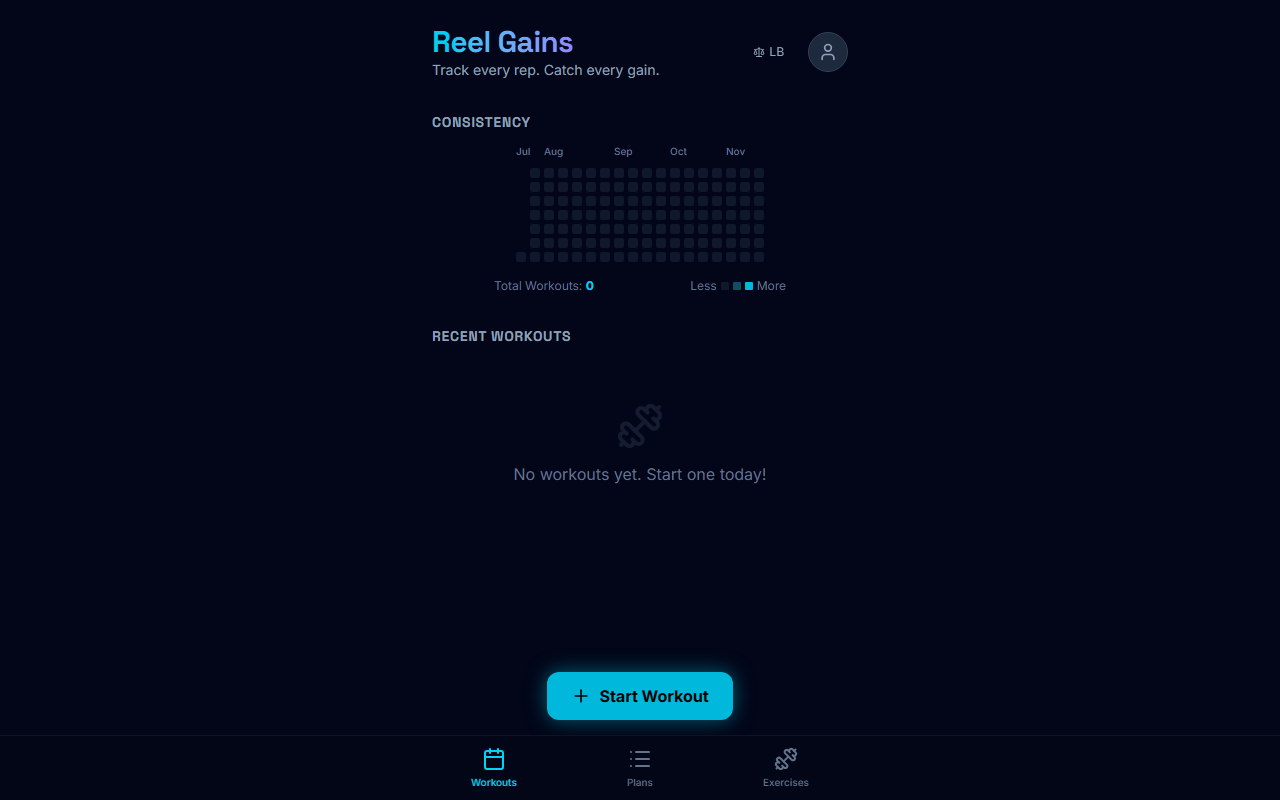 Reel Gains
Track every rep. Catch every gain.
LB
CONSISTENCY
Jul Aug Sep Oct Nov
Total Workouts: 0
Less More
RECENT WORKOUTS
No workouts yet. Start one today!
Start Workout
Workouts Plans Exercises